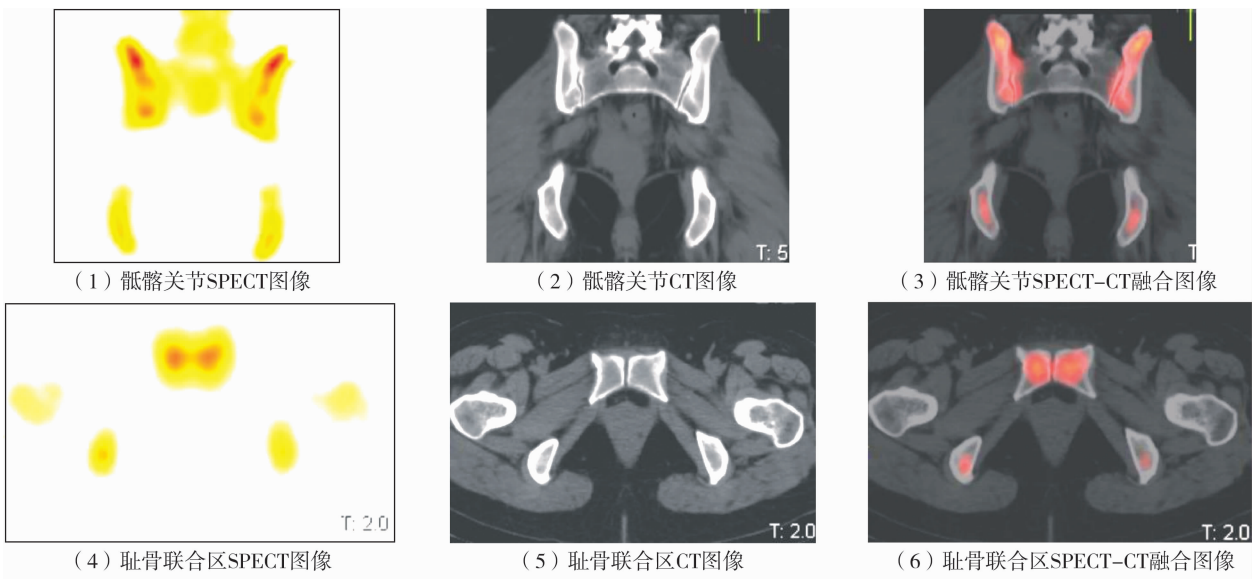 T: 5
T
（1）骶髂关节SPECT图像
（2）骶髂关节CT图像
（3）骶髂关节SPECT-CT融合图像
T: 2.0
T: 2.0
T: 2.0
（4）耻骨联合区SPECT图像
（5）耻骨联合区CT图像
（6）耻骨联合区SPECT-CT融合图像